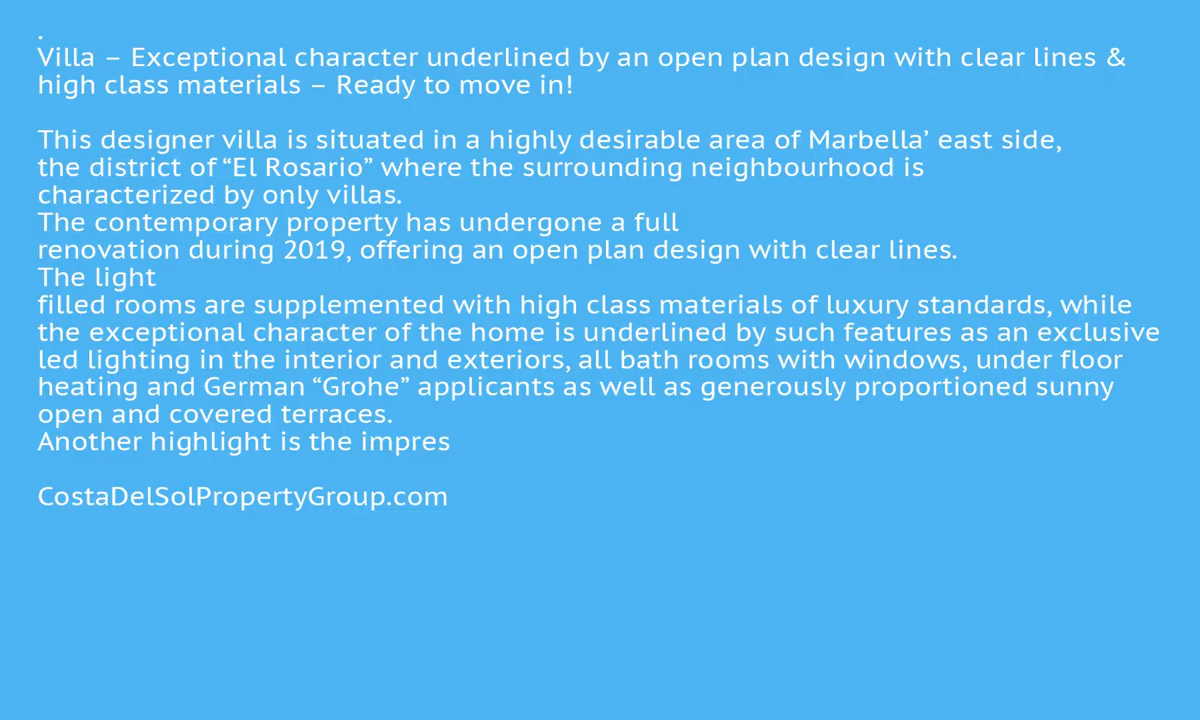 .
Villa – Exceptional character underlined by an open plan design with clear lines &
high class materials – Ready to move in!
This designer villa is situated in a highly desirable area of Marbella’ east side,
the district of “El Rosario” where the surrounding neighbourhood is
characterized by only villas.
The contemporary property has undergone a full
renovation during 2019, offering an open plan design with clear lines.
The light
filled rooms are supplemented with high class materials of luxury standards, while
the exceptional character of the home is underlined by such features as an exclusive
led lighting in the interior and exteriors, all bath rooms with windows, under floor
heating and German “Grohe” applicants as well as generously proportioned sunny
open and covered terraces.
Another highlight is the impres
CostaDelSolPropertyGroup.com